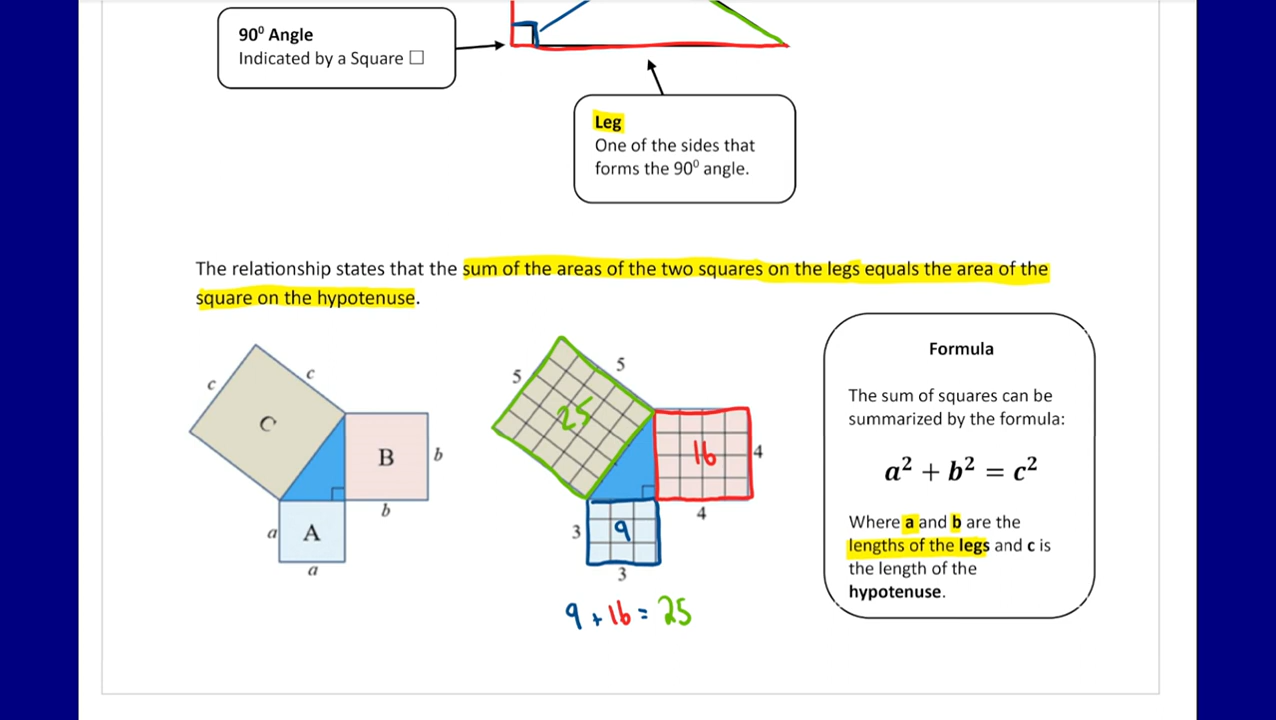 90⁰ Angle
Indicated by a Square □
Leg
One of the sides that
forms the 90⁰ angle.
The relationship states that the sum of the areas of the two squares on the legs equals the area of the
square on the hypotenuse.
c
c
C
B
b
b
a
A
a
5
5
25
16
4
4
3
9
3
9 + 16 = 25
Formula
The sum of squares can be
summarized by the formula:
a² + b² = c²
Where a and b are the
lengths of the legs and c is
the length of the
hypotenuse.